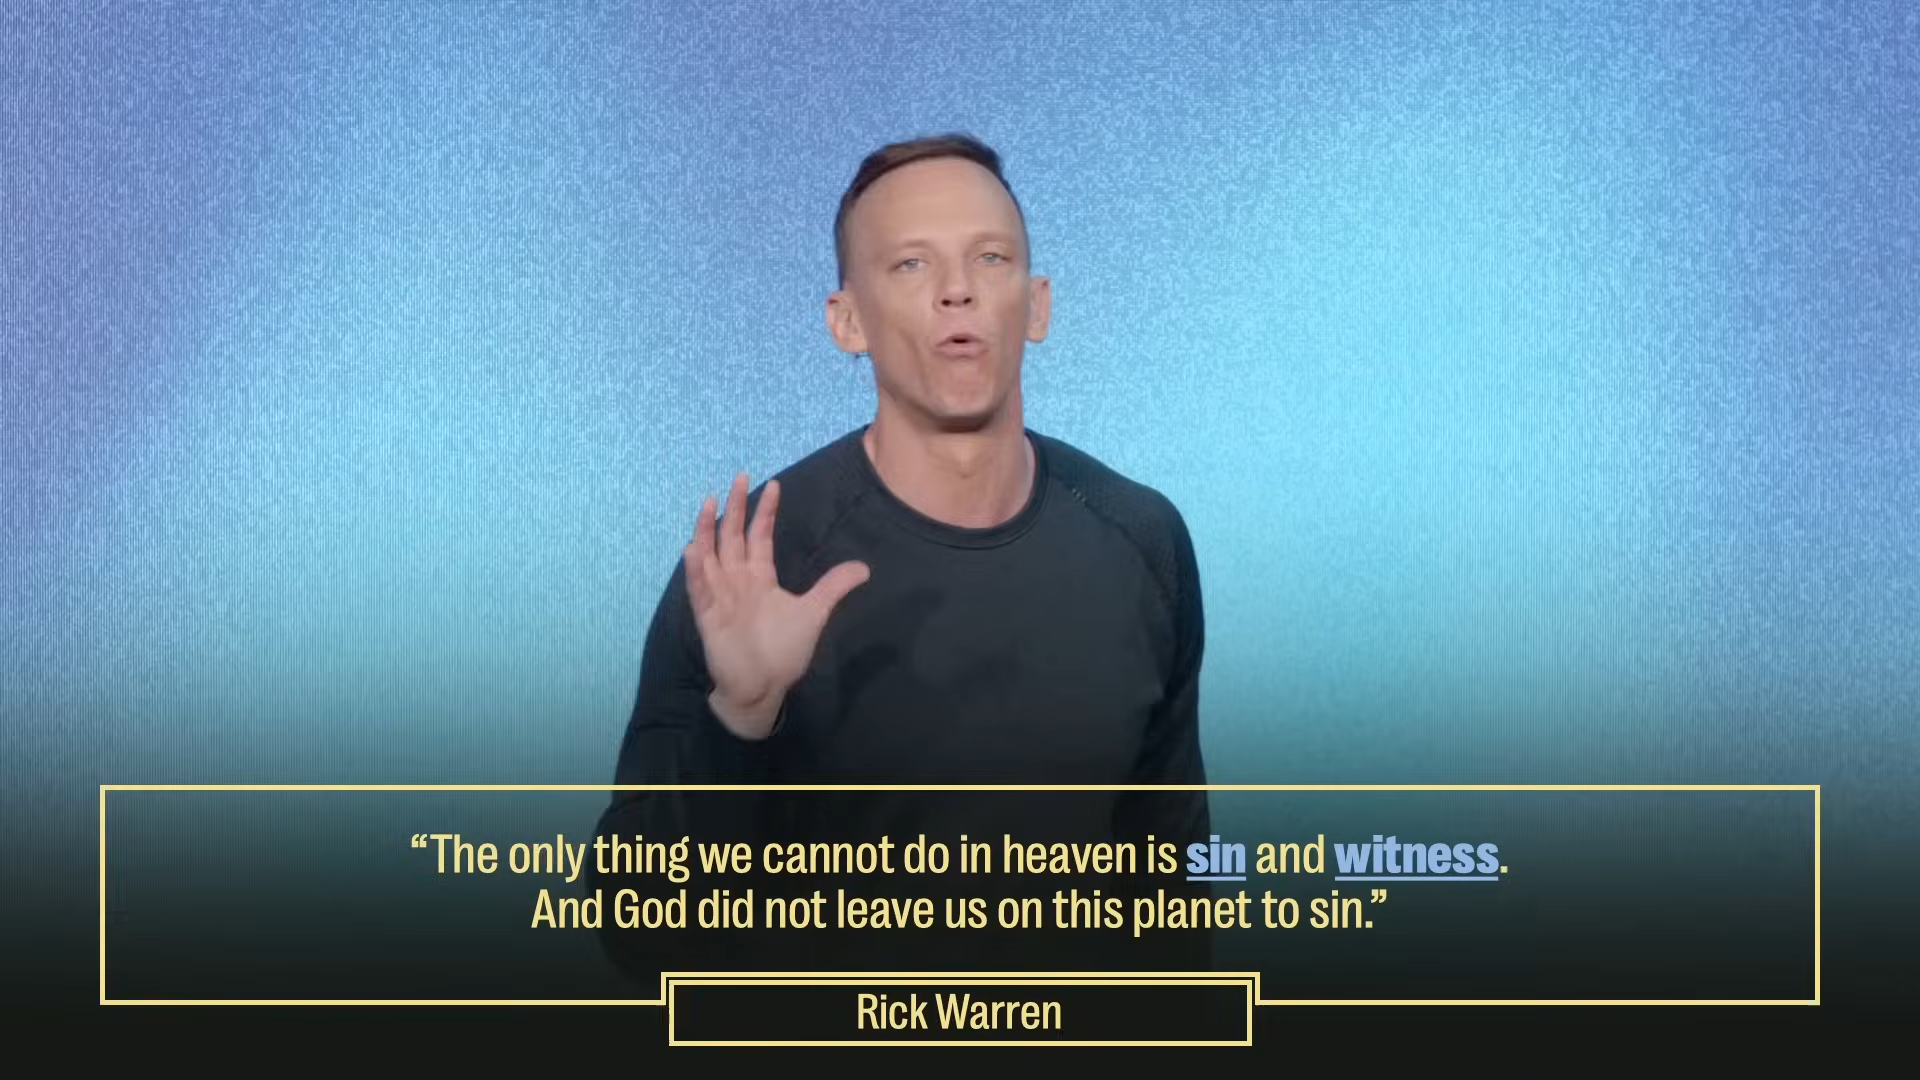 “The only thing we cannot do in heaven is sin and witness.
And God did not leave us on this planet to sin.”
Rick Warren